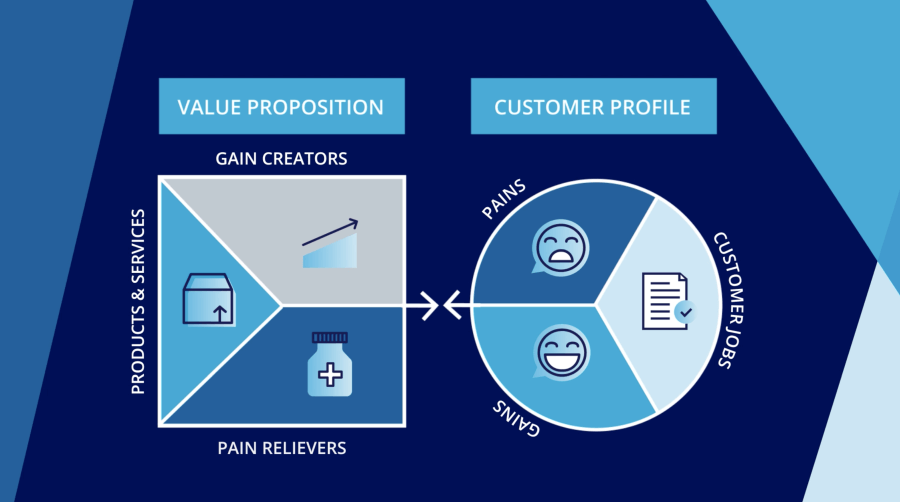 VALUE PROPOSITION
CUSTOMER PROFILE
GAIN CREATORS
PRODUCTS & SERVICES
PAIN RELIEVERS
PAINS
GAINS
CUSTOMER JOBS